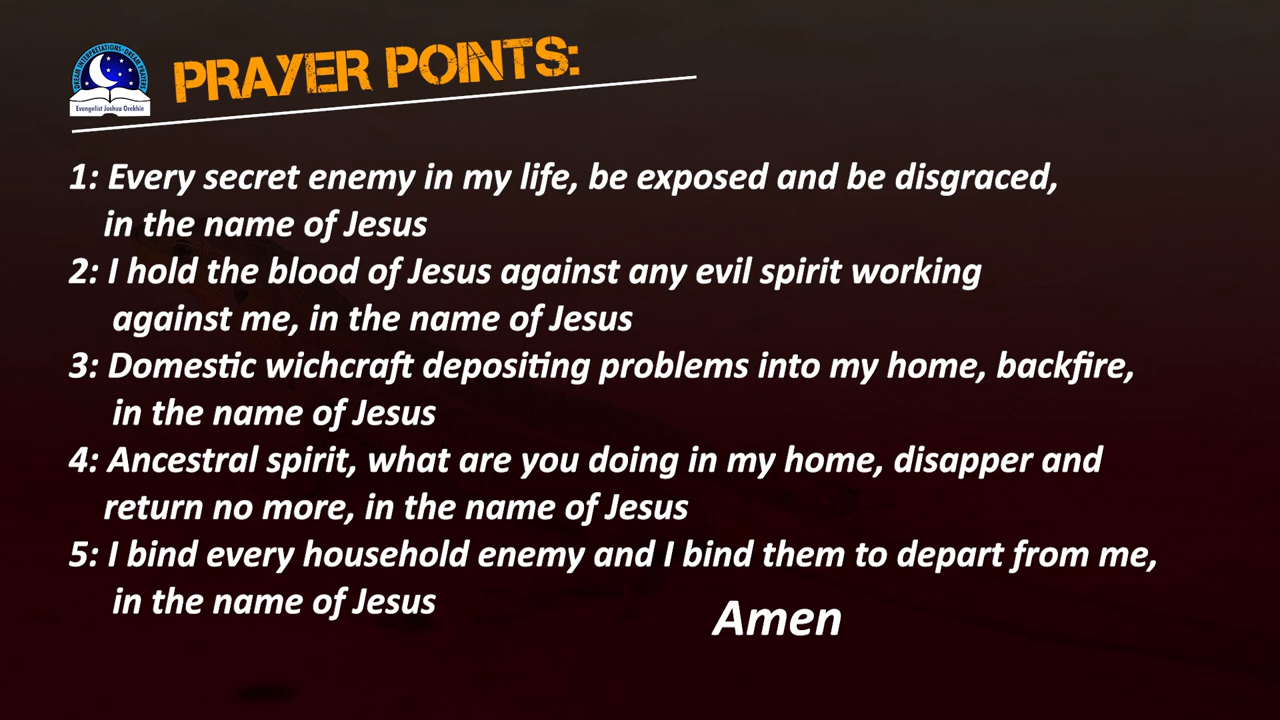 DREAM INTERPRETATIONS • DREAM PRAYERS
Evangelist Joshua Orekhie
PRAYER POINTS:
1: Every secret enemy in my life, be exposed and be disgraced,
in the name of Jesus
2: I hold the blood of Jesus against any evil spirit working
against me, in the name of Jesus
3: Domestic wichcraft depositing problems into my home, backfire,
in the name of Jesus
4: Ancestral spirit, what are you doing in my home, disapper and
return no more, in the name of Jesus
5: I bind every household enemy and I bind them to depart from me,
in the name of Jesus
Amen